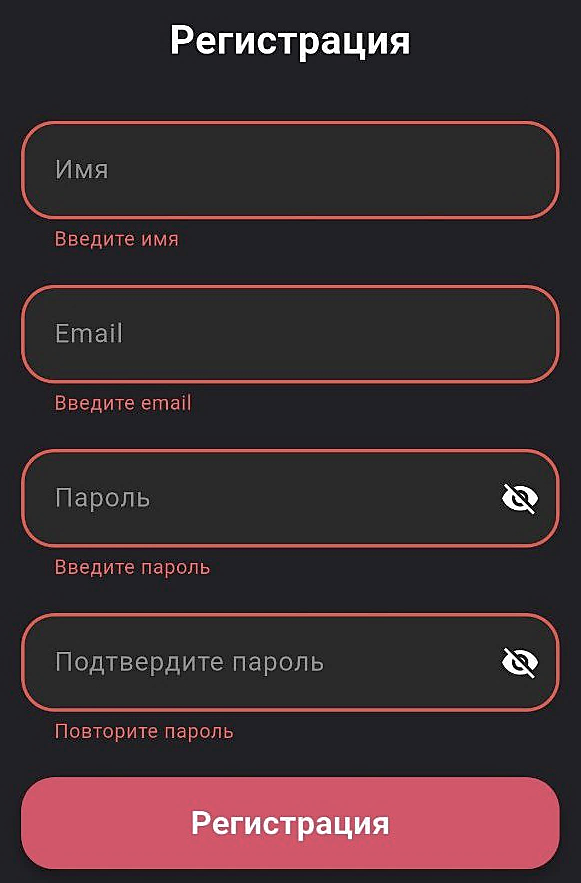 Регистрация
Имя
Введите имя
Email
Введите email
Пароль
Введите пароль
Подтвердите пароль
Повторите пароль
Регистрация